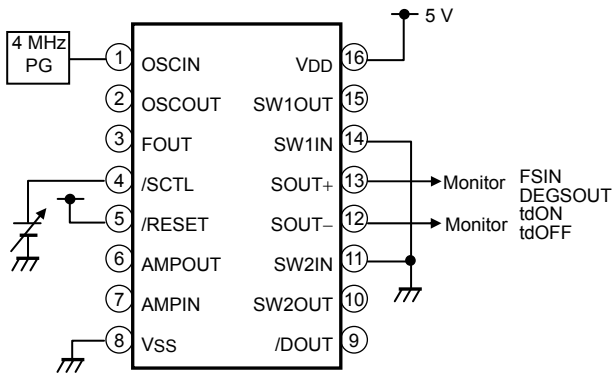 5 V
4 MHz
PG
1 OSCIN VDD 16
2 OSCOUT SW1OUT 15
3 FOUT SW1IN 14
4 /SCTL SOUT+ 13 Monitor FSIN
DEGSOUT
5 /RESET SOUT− 12 Monitor tdON
tdOFF
6 AMPOUT SW2IN 11
7 AMPIN SW2OUT 10
8 VSS /DOUT 9